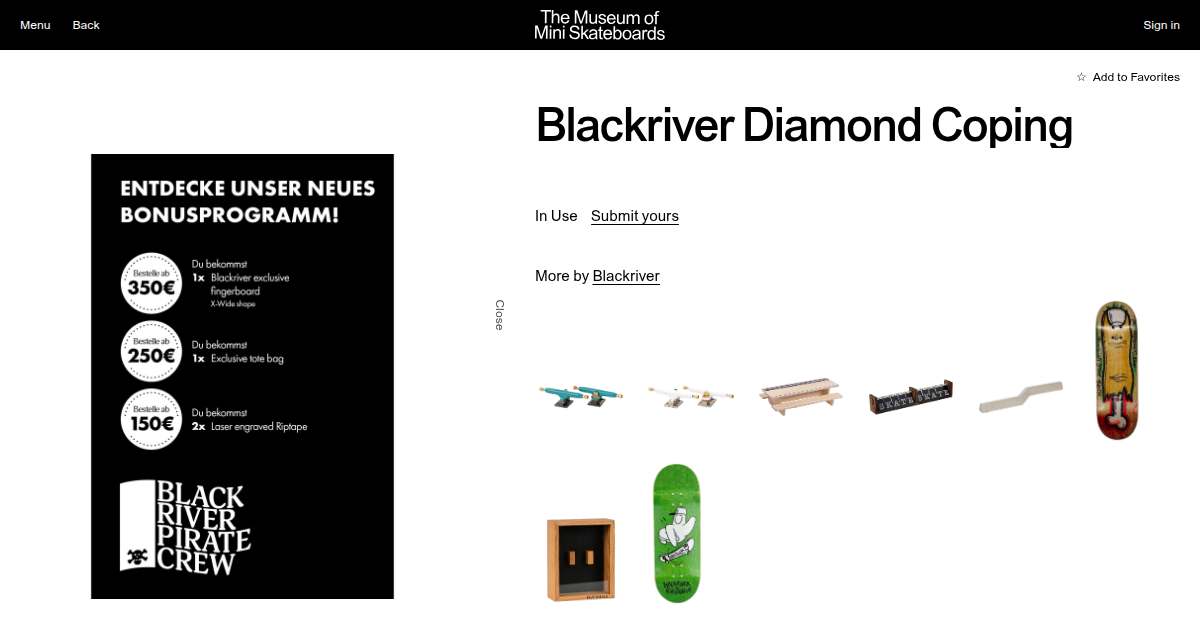 Menu
Back
The Museum of
Mini Skateboards
Sign in
☆ Add to Favorites
Blackriver Diamond Coping
ENTDECKE UNSER NEUES
BONUSPROGRAMM!
Bestelle ab
350€
Du bekommst
1x Blackriver exclusive
fingerboard
X-Wide shape
Bestelle ab
250€
Du bekommst
1x Exclusive tote bag
Bestelle ab
150€
Du bekommst
2x Laser engraved Riptape
BLACK
RIVER
PIRATE
CREW
Close
In Use Submit yours
More by Blackriver
SKATE SKATE